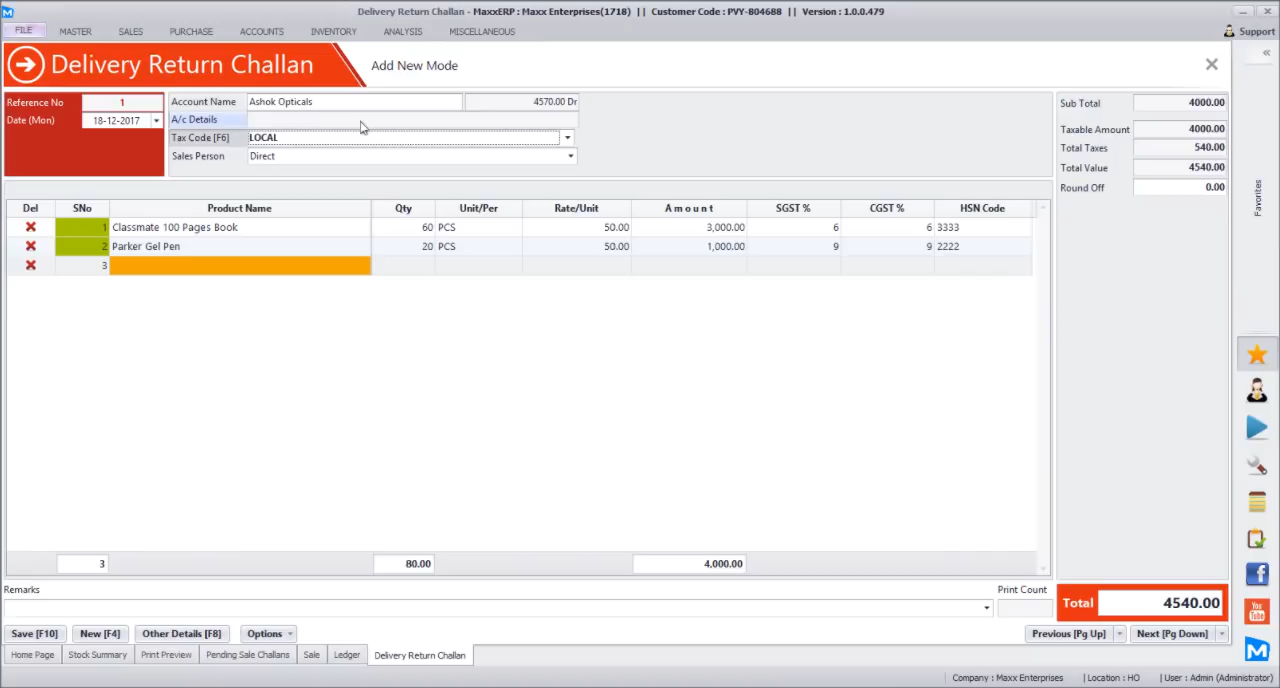 Delivery Return Challan - MaxxERP : Maxx Enterprises(1718) || Customer Code : PVY-804688 || Version : 1.0.0.479
FILE MASTER SALES PURCHASE ACCOUNTS INVENTORY ANALYSIS MISCELLANEOUS Support
Delivery Return Challan Add New Mode
Reference No 1
Date (Mon) 18-12-2017
Account Name Ashok Opticals 4570.00 Dr
A/c Details
Tax Code [F6] LOCAL
Sales Person Direct
Sub Total 4000.00
Taxable Amount 4000.00
Total Taxes 540.00
Total Value 4540.00
Round Off 0.00
Favorites
Del SNo Product Name Qty Unit/Per Rate/Unit A m o u n t SGST % CGST % HSN Code
1 Classmate 100 Pages Book 60 PCS 50.00 3,000.00 6 6 3333
2 Parker Gel Pen 20 PCS 50.00 1,000.00 9 9 2222
3
3 80.00 4,000.00
Remarks Print Count
Total 4540.00
Save [F10] New [F4] Other Details [F8] Options Previous [Pg Up] Next [Pg Down]
Home Page Stock Summary Print Preview Pending Sale Challans Sale Ledger Delivery Return Challan
You Tube
Company : Maxx Enterprises | Location : HO | User : Admin (Administrator)